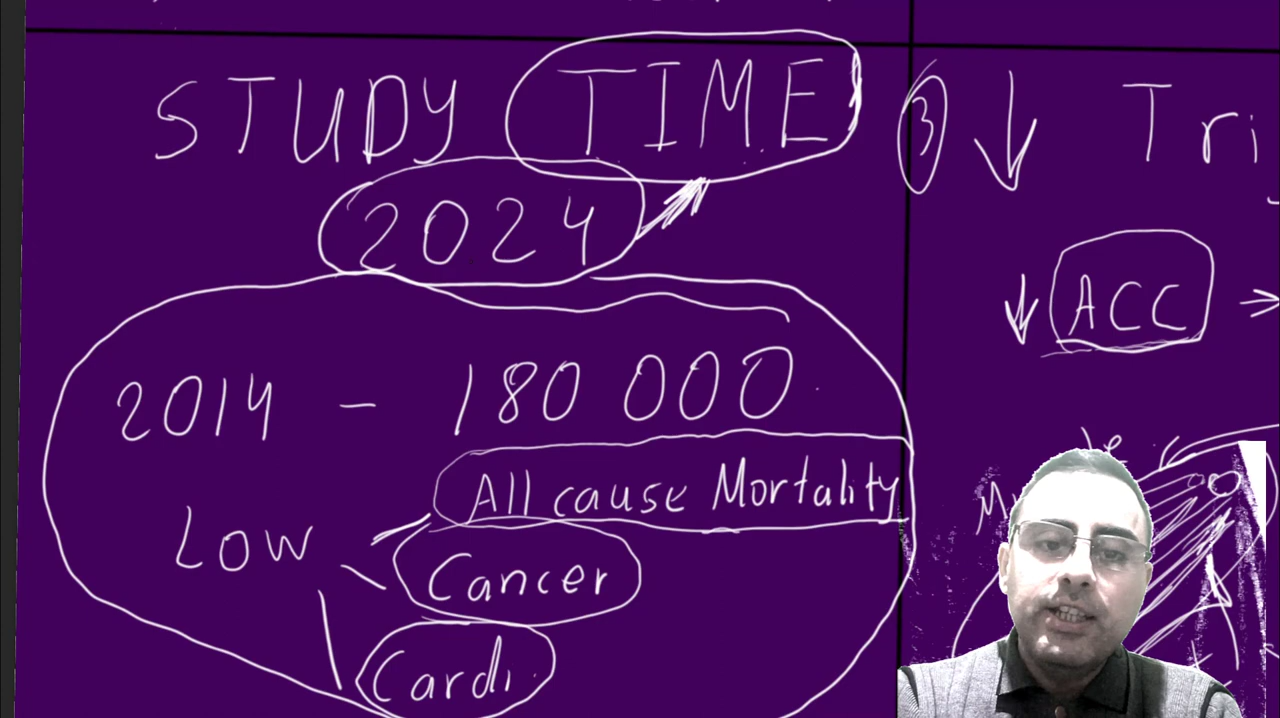 STUDY TIME
2024
2014 - 180 000
All cause Mortality
Low
Cancer
Cardi.
3 ↓ Tri
↓ ACC →